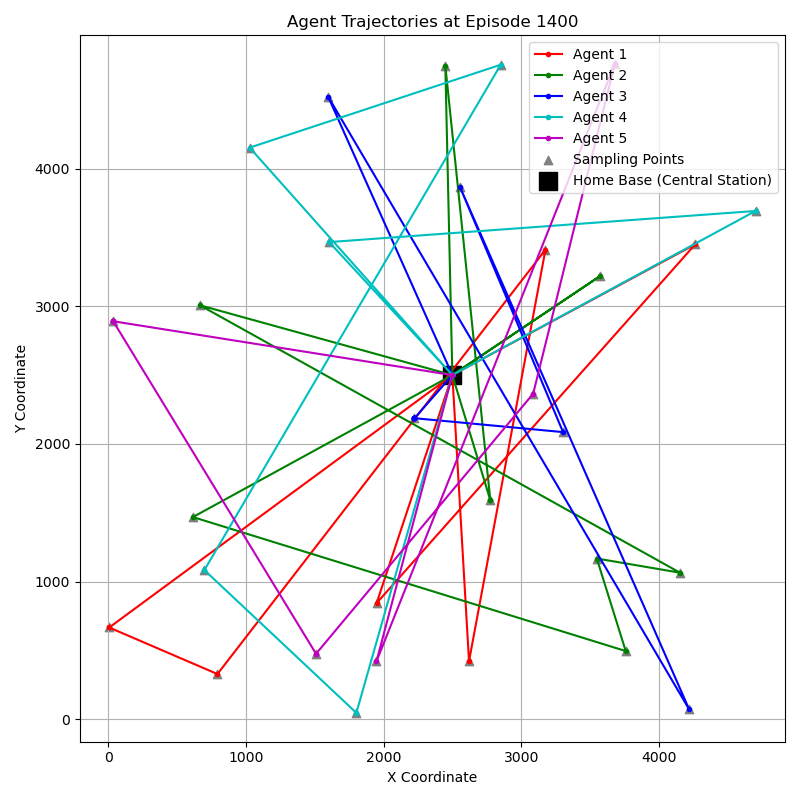 Agent Trajectories at Episode 1400
Agent 1
Agent 2
Agent 3
Agent 4
Agent 5
Sampling Points
Home Base (Central Station)
Y Coordinate
4000
3000
2000
1000
0
0 1000 2000 3000 4000
X Coordinate